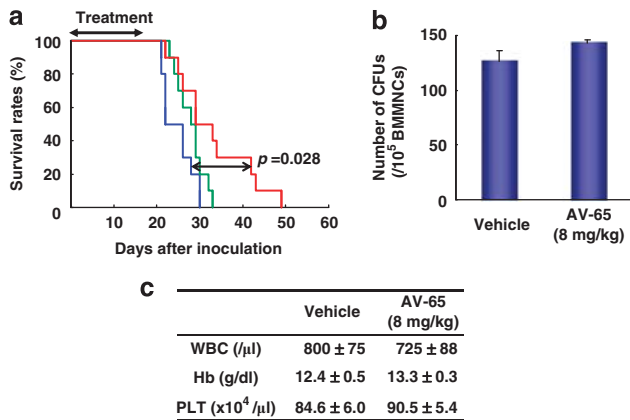 a
Treatment
Survival rates (%)
100
80
60
40
20
0
10
20
30
40
50
60
Days after inoculation
p =0.028
b
Number of CFUs
(/10⁵ BMMNCs)
150
100
50
0
Vehicle
AV-65
(8 mg/kg)
c
Vehicle
AV-65
(8 mg/kg)
WBC (/μl) 800 ± 75 725 ± 88
Hb (g/dl) 12.4 ± 0.5 13.3 ± 0.3
PLT (x10⁴ /μl) 84.6 ± 6.0 90.5 ± 5.4